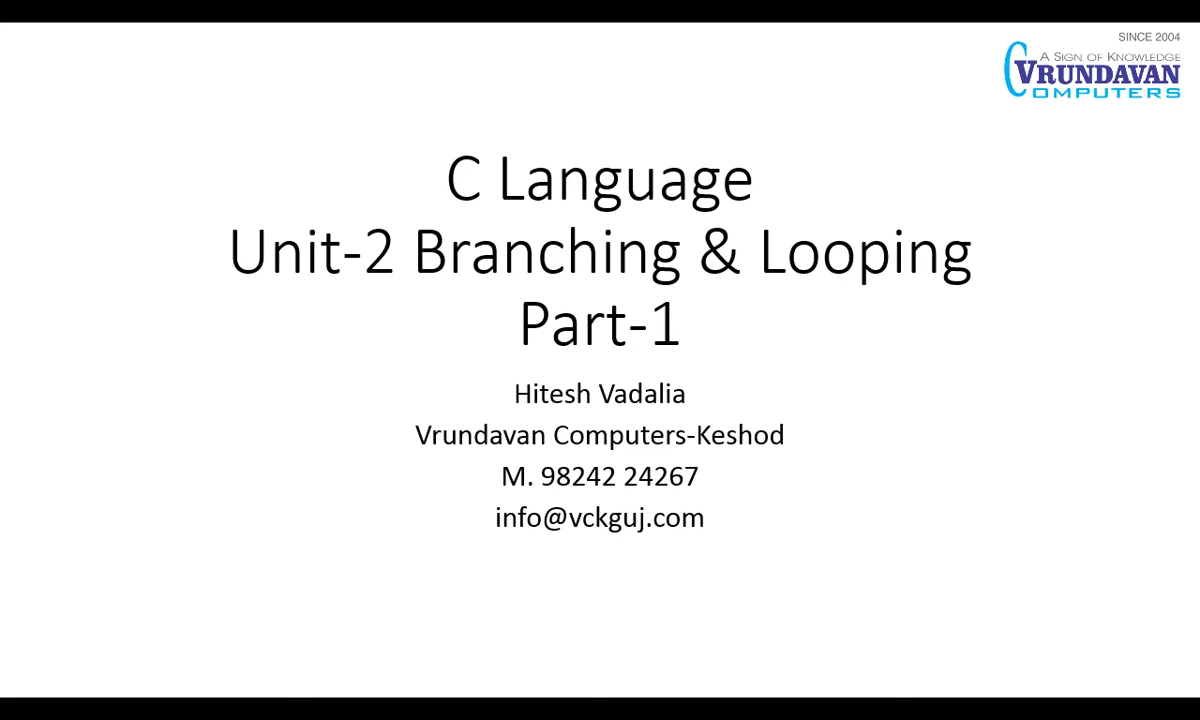 SINCE 2004
A SIGN OF KNOWLEDGE
VRUNDAVAN
COMPUTERS
C Language
Unit-2 Branching & Looping
Part-1
Hitesh Vadalia
Vrundavan Computers-Keshod
M. 98242 24267
info@vckguj.com